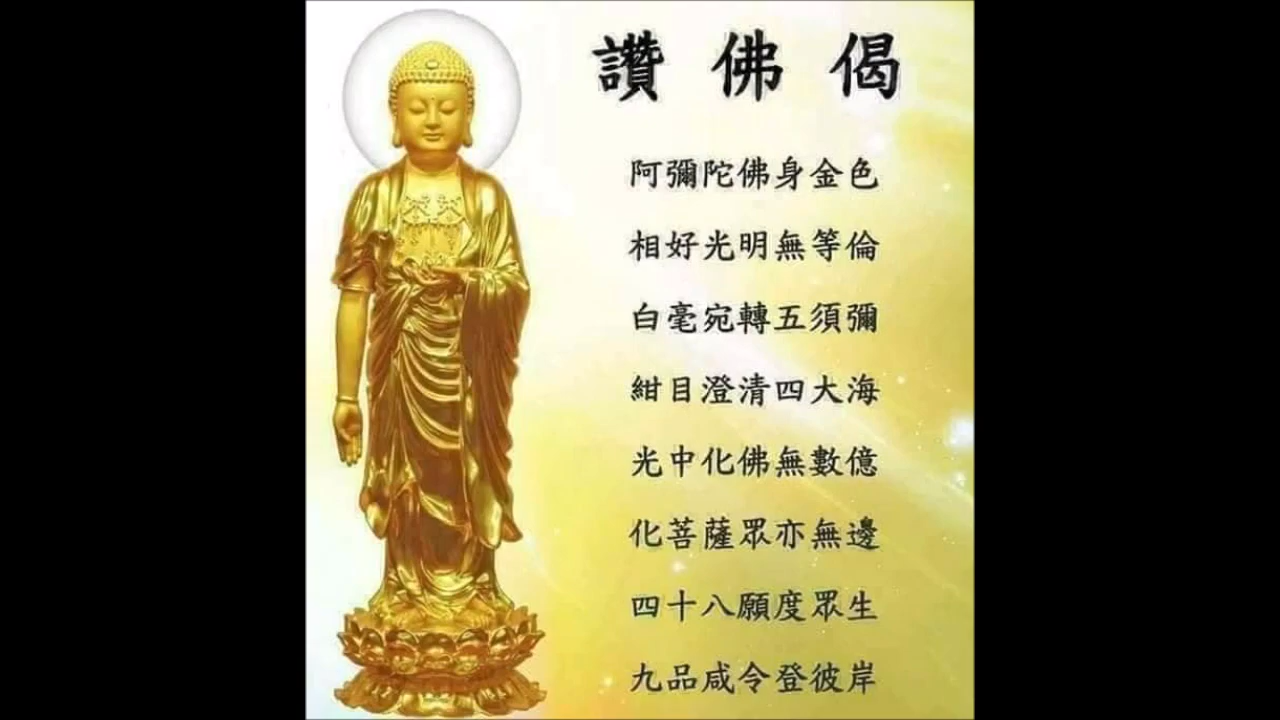 讚佛偈
阿彌陀佛身金色
相好光明無等倫
白毫宛轉五須彌
紺目澄清四大海
光中化佛無數億
化菩薩眾亦無邊
四十八願度眾生
九品咸令登彼岸